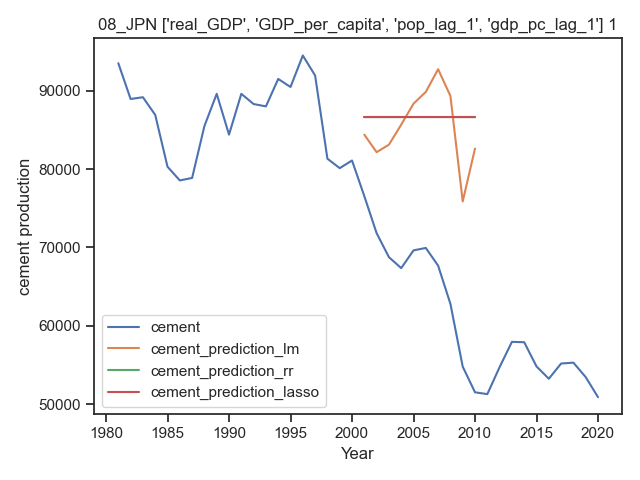 08_JPN ['real_GDP', 'GDP_per_capita', 'pop_lag_1', 'gdp_pc_lag_1'] 1
90000
80000
70000
60000
50000
cement production
cement
cement_prediction_lm
cement_prediction_rr
cement_prediction_lasso
1980 1985 1990 1995 2000 2005 2010 2015 2020
Year